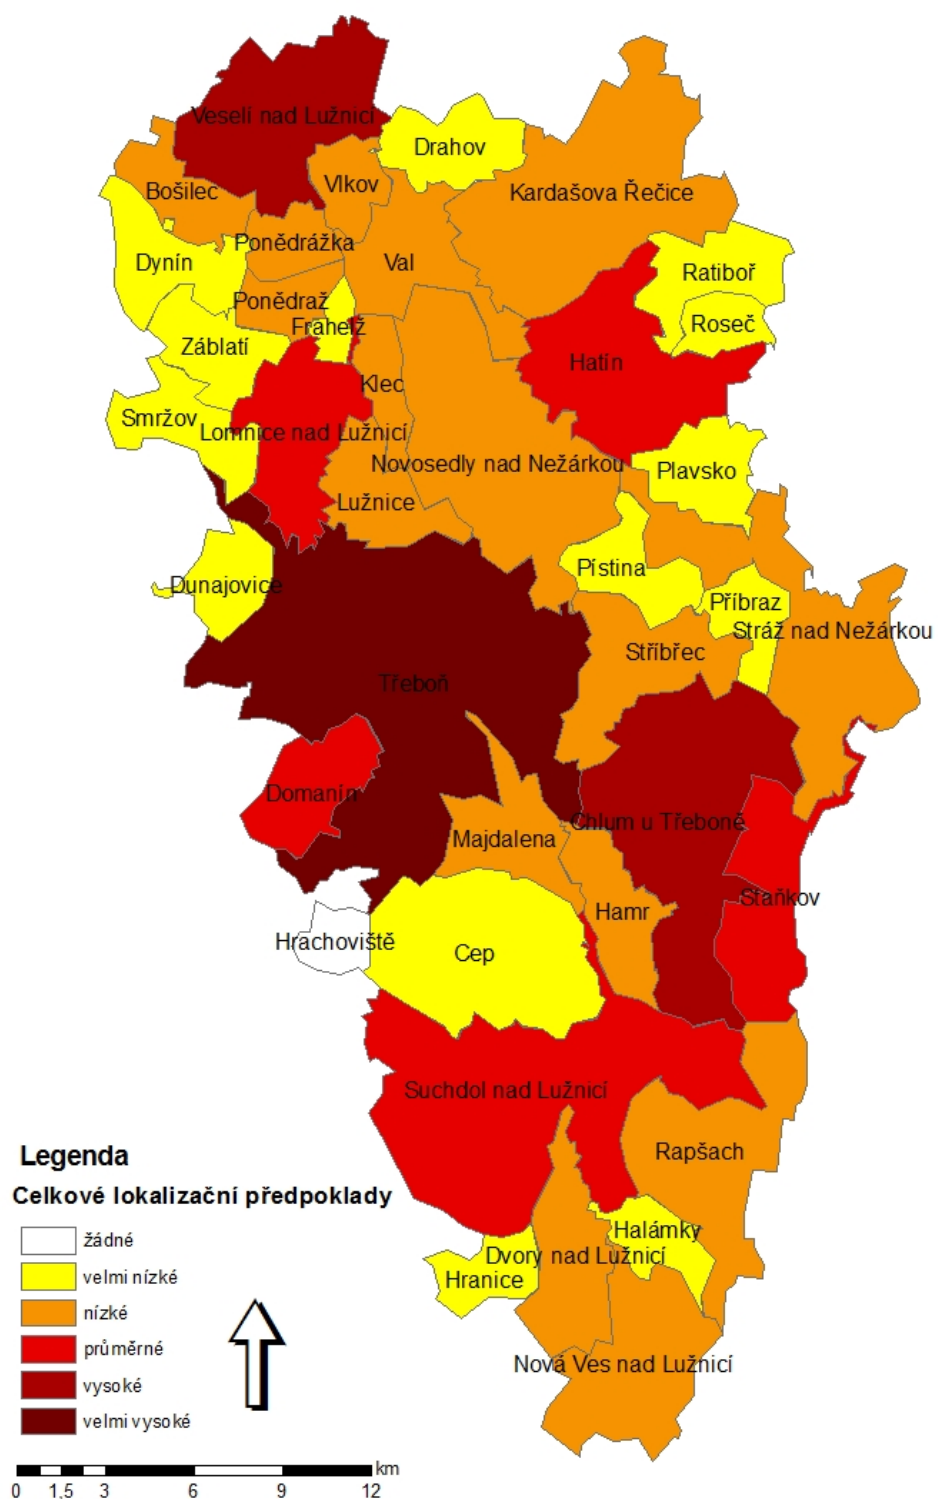 Veselí nad Lužnicí
Drahov
Vlkov
Bošilec
Kardašova Řečice
Ponědrážka
Dynín
Val
Ratiboř
Ponědraž
Frahelž
Roseč
Záblatí
Hatín
Klec
Smržov
Lomnice nad Lužnicí
Novosedly nad Nežárkou
Plavsko
Lužnice
Pístina
Dunajovice
Příbraz
Stráž nad Nežárkou
Stříbřec
Třeboň
Domanín
Chlum u Třeboně
Majdalena
Staňkov
Hamr
Hrachoviště
Cep
Suchdol nad Lužnicí
Rapšach
Halámky
Dvory nad Lužnicí
Hranice
Nová Ves nad Lužnicí
Legenda
Celkové lokalizační předpoklady
žádné
velmi nízké
nízké
průměrné
vysoké
velmi vysoké
km
0 1,5 3 6 9 12